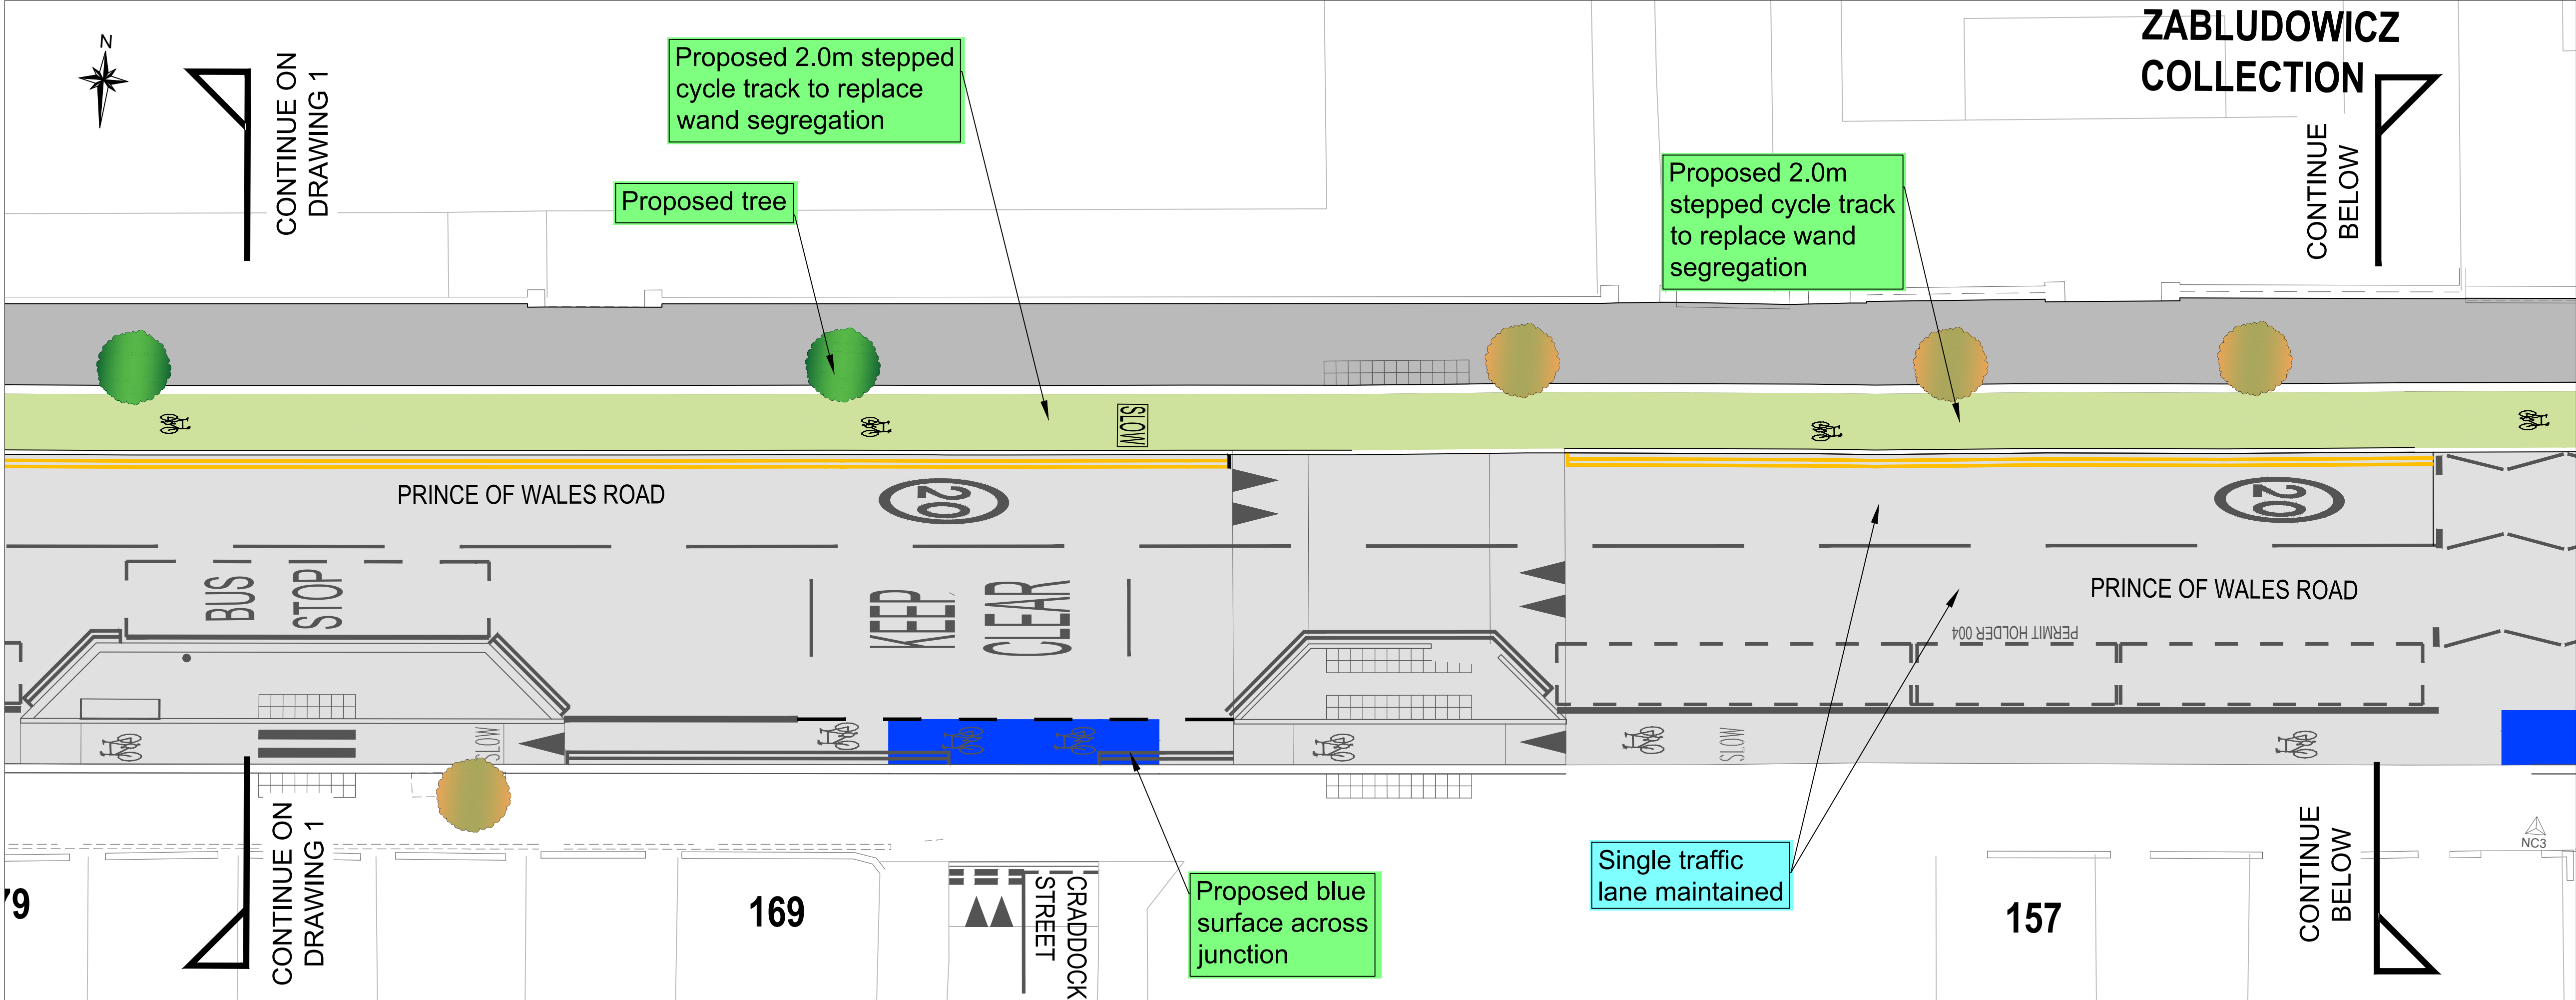 ZABLUDOWICZ
COLLECTION
N
CONTINUE ON
DRAWING 1
Proposed 2.0m stepped
cycle track to replace
wand segregation
Proposed tree
Proposed 2.0m
stepped cycle track
to replace wand
segregation
CONTINUE
BELOW
SLOW
PRINCE OF WALES ROAD
20
20
BUS
STOP
KEEP
CLEAR
PRINCE OF WALES ROAD
PERMIT HOLDER 004
SLOW
SLOW
79
CONTINUE ON
DRAWING 1
169
CRADDOCK
STREET
Proposed blue
surface across
junction
Single traffic
lane maintained
157
CONTINUE
BELOW
NC3